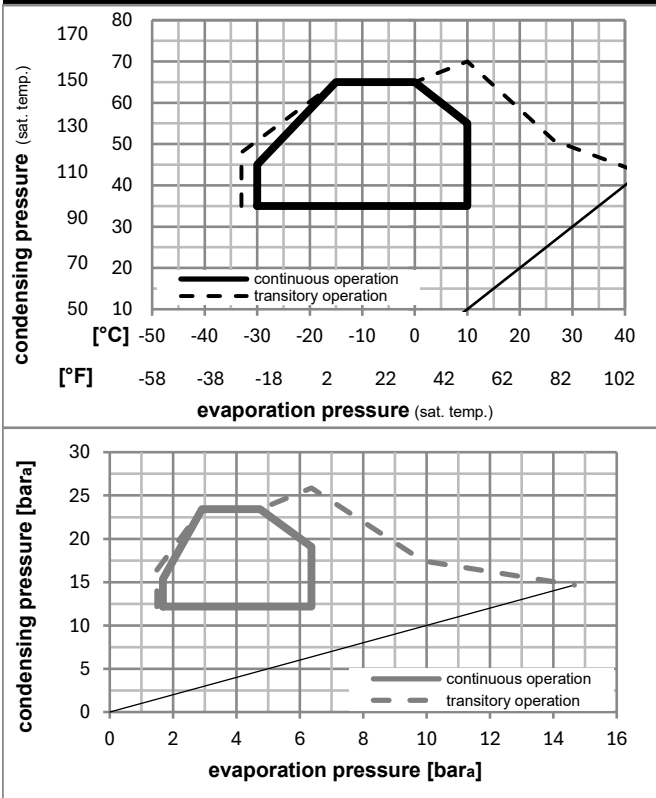 condensing pressure (sat. temp.)
170 80
70
150 60
130 50
110 40
90 30
70 20
50 10
continuous operation
transitory operation
[°C] -50 -40 -30 -20 -10 0 10 20 30 40
[°F] -58 -38 -18 2 22 42 62 82 102
evaporation pressure (sat. temp.)
condensing pressure [bara]
30
25
20
15
10
5
0
continuous operation
transitory operation
0 2 4 6 8 10 12 14 16
evaporation pressure [bara]